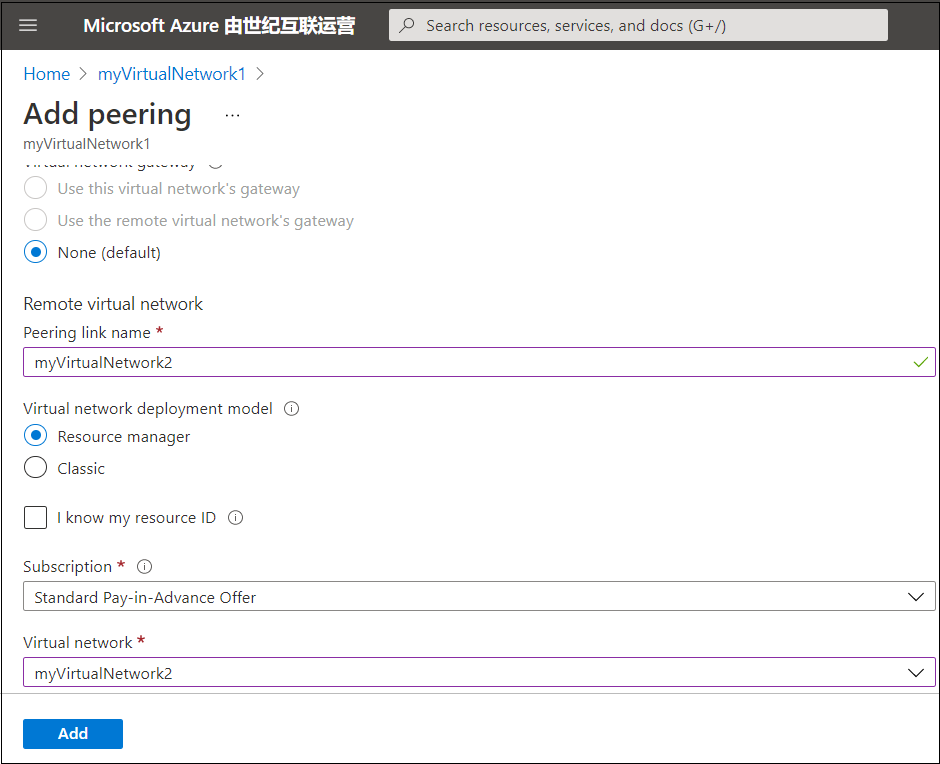 Microsoft Azure 由世纪互联运营
Search resources, services, and docs (G+/)
Home > myVirtualNetwork1 >
Add peering ...
myVirtualNetwork1
Virtual network gateway
Use this virtual network's gateway
Use the remote virtual network's gateway
None (default)
Remote virtual network
Peering link name *
myVirtualNetwork2
Virtual network deployment model
Resource manager
Classic
I know my resource ID
Subscription *
Standard Pay-in-Advance Offer
Virtual network *
myVirtualNetwork2
Add